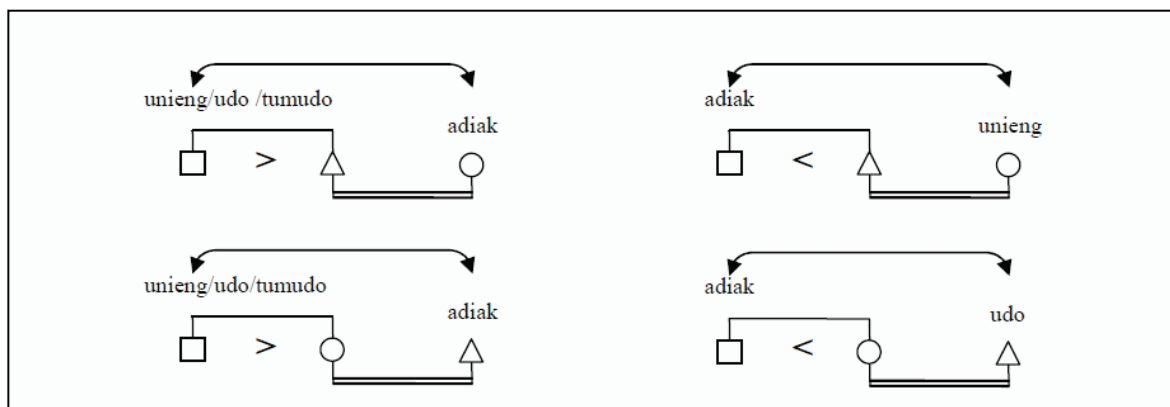 unieng/udo /tumudo
adiak
>
adiak
unieng
<
unieng/udo/tumudo
adiak
>
adiak
udo
<